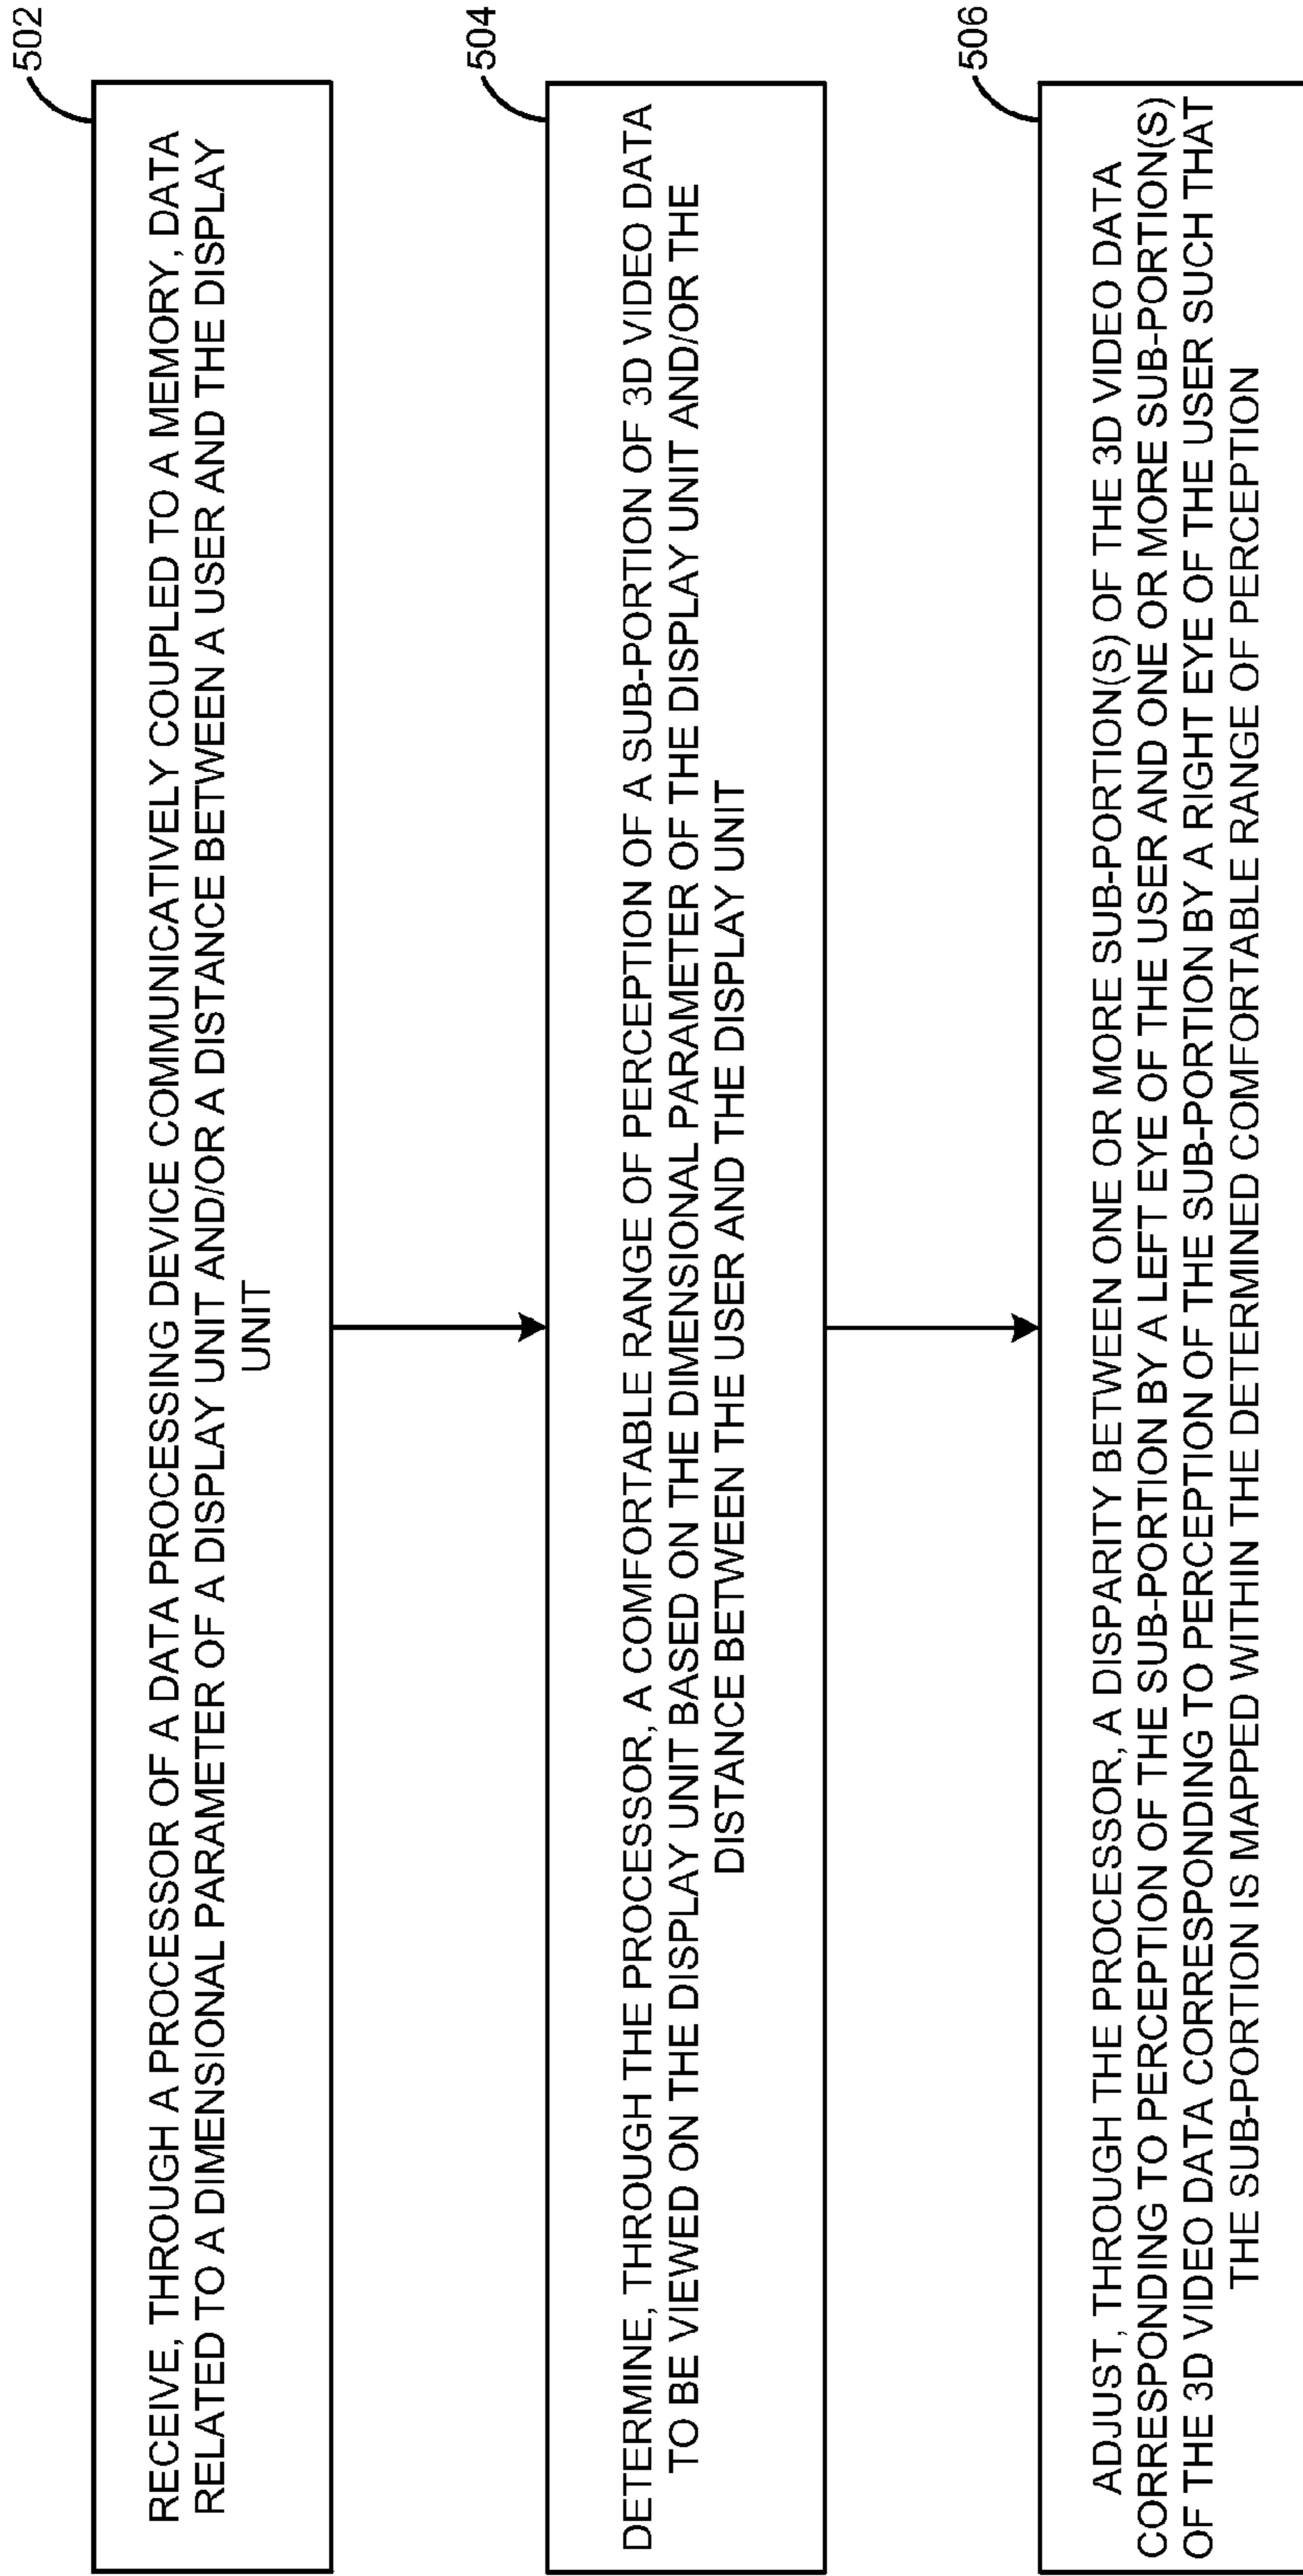 502
RECEIVE, THROUGH A PROCESSOR OF A DATA PROCESSING DEVICE COMMUNICATIVELY COUPLED TO A MEMORY, DATA
RELATED TO A DIMENSIONAL PARAMETER OF A DISPLAY UNIT AND/OR A DISTANCE BETWEEN A USER AND THE DISPLAY
UNIT
504
DETERMINE, THROUGH THE PROCESSOR, A COMFORTABLE RANGE OF PERCEPTION OF A SUB-PORTION OF 3D VIDEO DATA
TO BE VIEWED ON THE DISPLAY UNIT BASED ON THE DIMENSIONAL PARAMETER OF THE DISPLAY UNIT AND/OR THE
DISTANCE BETWEEN THE USER AND THE DISPLAY UNIT
506
ADJUST, THROUGH THE PROCESSOR, A DISPARITY BETWEEN ONE OR MORE SUB-PORTION(S) OF THE 3D VIDEO DATA
CORRESPONDING TO PERCEPTION OF THE SUB-PORTION BY A LEFT EYE OF THE USER AND ONE OR MORE SUB-PORTION(S)
OF THE 3D VIDEO DATA CORRESPONDING TO PERCEPTION OF THE SUB-PORTION BY A RIGHT EYE OF THE USER SUCH THAT
THE SUB-PORTION IS MAPPED WITHIN THE DETERMINED COMFORTABLE RANGE OF PERCEPTION